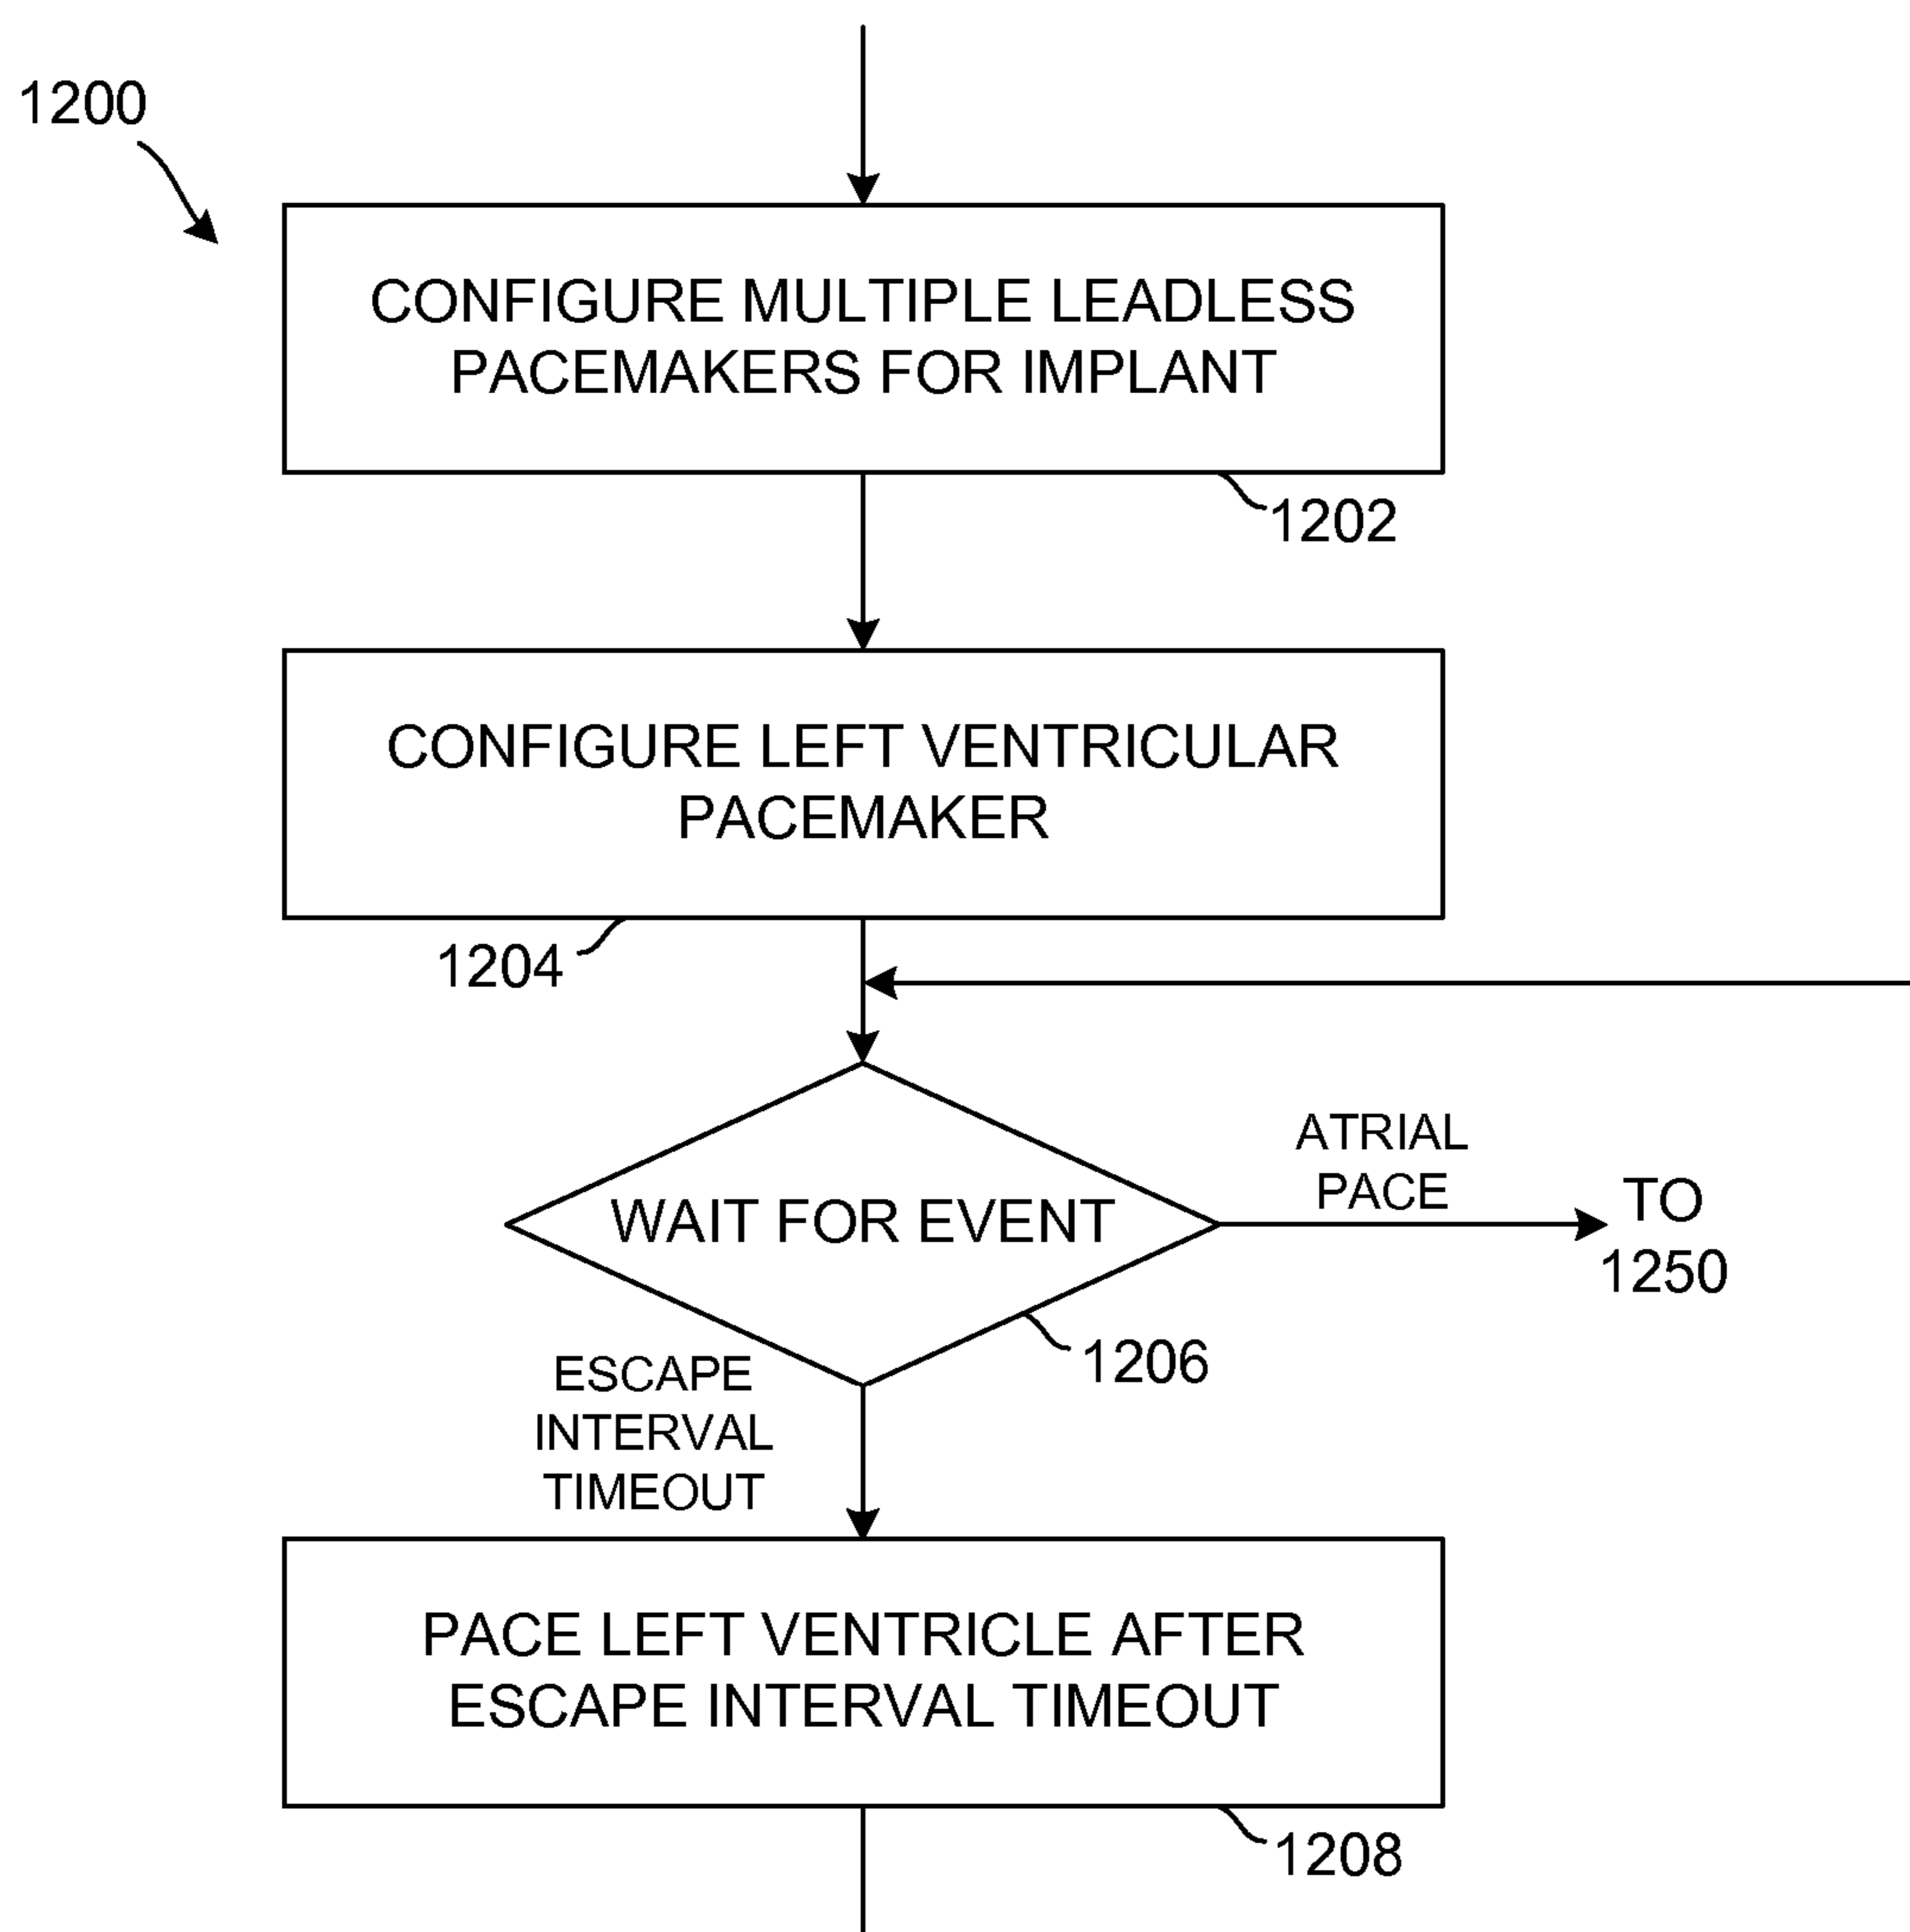 1200
CONFIGURE MULTIPLE LEADLESS
PACEMAKERS FOR IMPLANT
1202
CONFIGURE LEFT VENTRICULAR
PACEMAKER
1204
WAIT FOR EVENT
ATRIAL
PACE
TO
1250
1206
ESCAPE
INTERVAL
TIMEOUT
PACE LEFT VENTRICLE AFTER
ESCAPE INTERVAL TIMEOUT
1208